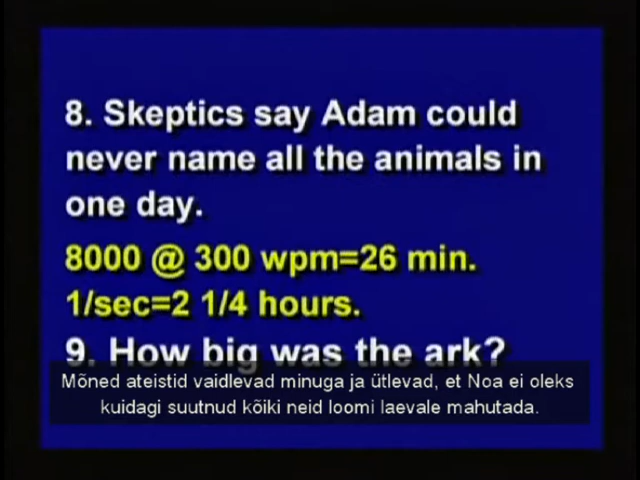 8. Skeptics say Adam could
never name all the animals in
one day.
8000 @ 300 wpm=26 min.
1/sec=2 1/4 hours.
9. How big was the ark?
Mõned ateistid vaidlevad minuga ja ütlevad, et Noa ei oleks
kuidagi suutnud kõiki neid loomi laevale mahutada.